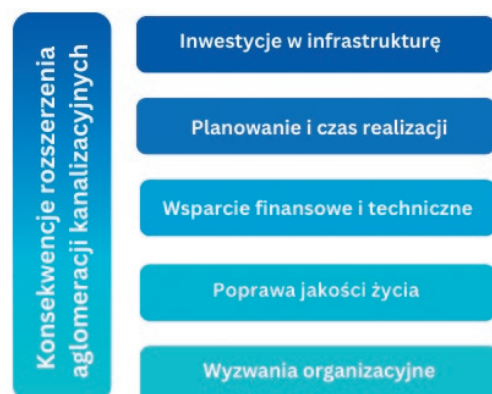 Konsekwencje rozszerzenia
aglomeracji kanalizacyjnych
Inwestycje w infrastrukturę
Planowanie i czas realizacji
Wsparcie finansowe i techniczne
Poprawa jakości życia
Wyzwania organizacyjne